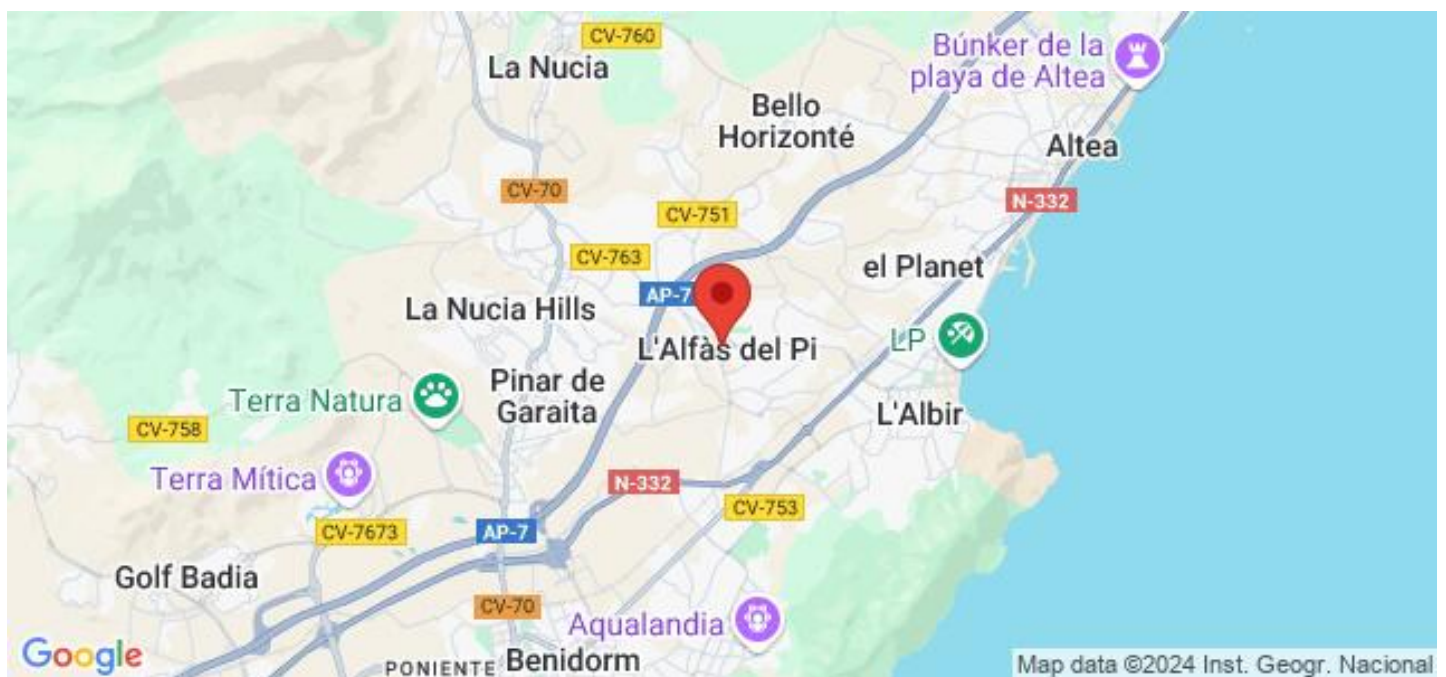 CV-760
La Nucia
Búnker de la
playa de Altea
Bello
Horizonté
Altea
CV-70
N-332
CV-751
CV-763
el Planet
AP-7
La Nucia Hills
L'Alfàs del Pi
LP
Pinar de
Garaita
Terra Natura
L'Albir
CV-758
Terra Mítica
N-332
CV-753
CV-7673
AP-7
Golf Badia
CV-70
Aqualandia
Google
PONIENTE
Benidorm
Map data ©2024 Inst. Geogr. Nacional